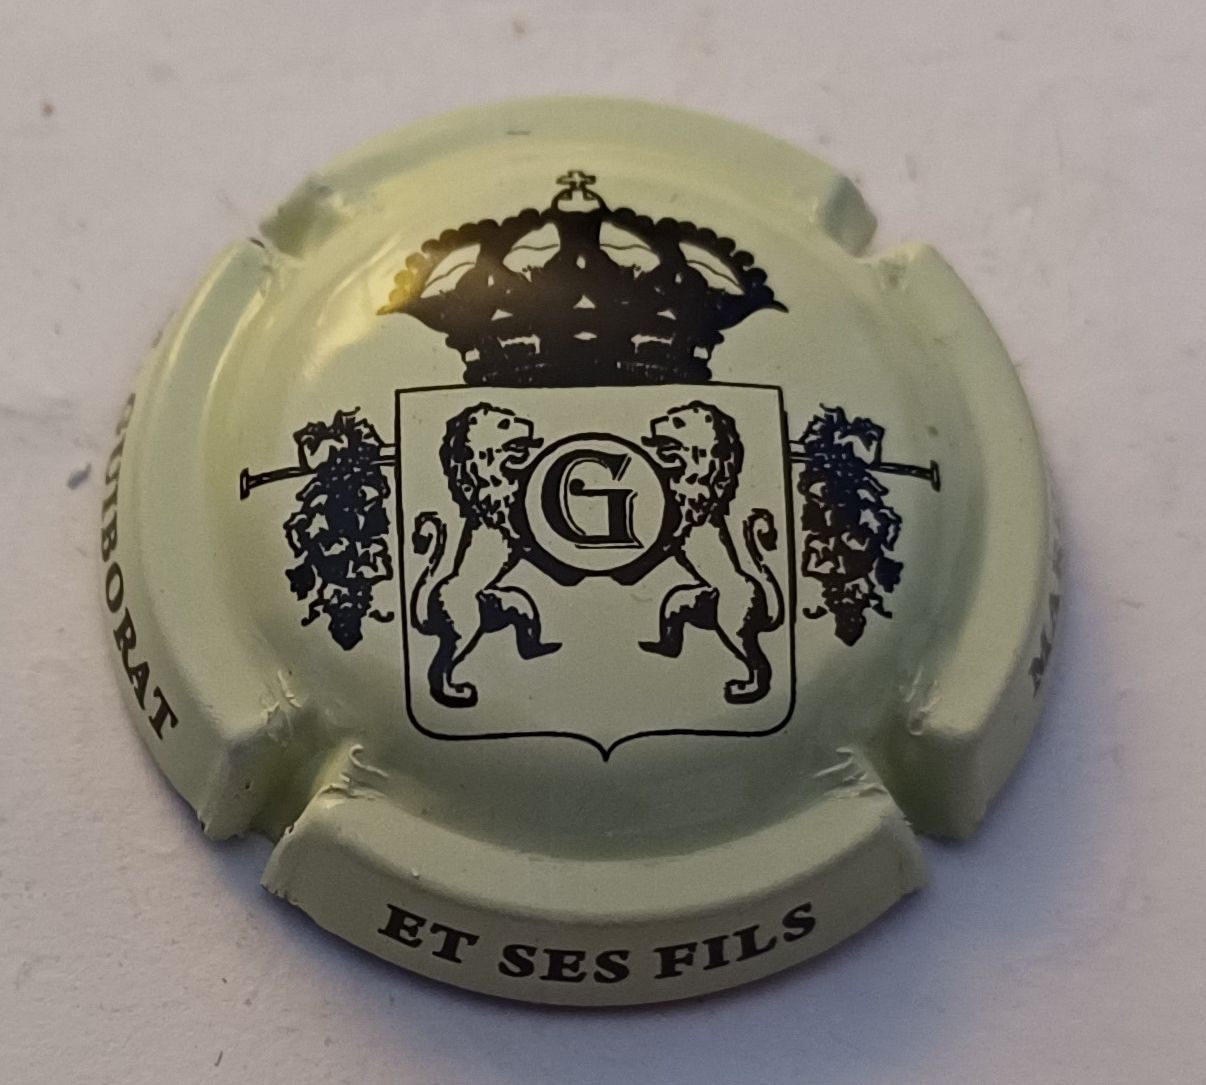 G
GUIBORAT
ET SES FILS